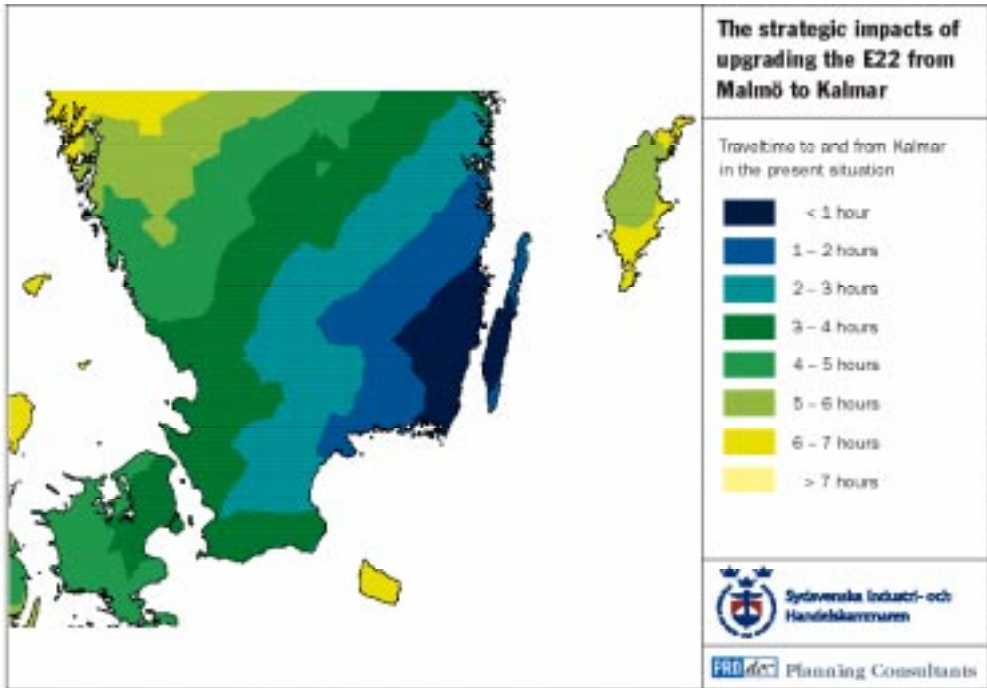 The strategic impacts of
upgrading the E22 from
Malmö to Kalmar
Traveltime to and from Kalmar
in the present situation
< 1 hour
1 – 2 hours
2 – 3 hours
3 – 4 hours
4 – 5 hours
5 – 6 hours
6 – 7 hours
> 7 hours
Sydsvenska Industri- och
Handelskammaren
Planning Consultants